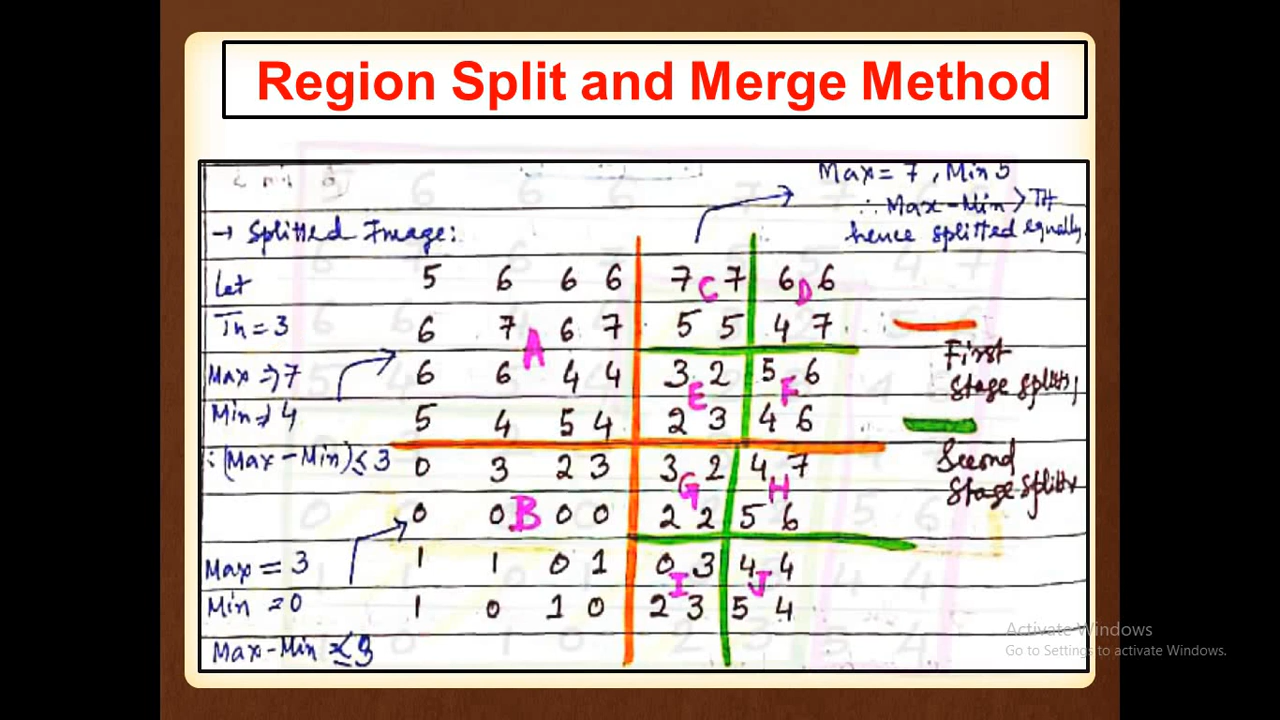 Region Split and Merge Method
Max = 7, Min 5
∴ Max-Min > TH
hence splitted equally.
→ Splitted Image:
Let 5 6 6 6 7 7 6 6
C D
Th = 3 6 7 6 7 5 5 4 7
A
First
Stage splits
Max => 7 6 6 4 4 3 2 5 6
E F
Min => 4 5 4 5 4 2 3 4 6
∴ (Max-Min) ≤ 3 0 3 2 3 3 2 4 7
Second
Stage splits
G H
0 0 0 0 2 2 5 6
B
Max = 3 1 1 0 1 0 3 4 4
I J
Min = 0 1 0 1 0 2 3 5 4
Max-Min ≤ 3
Activate Windows
Go to Settings to activate Windows.